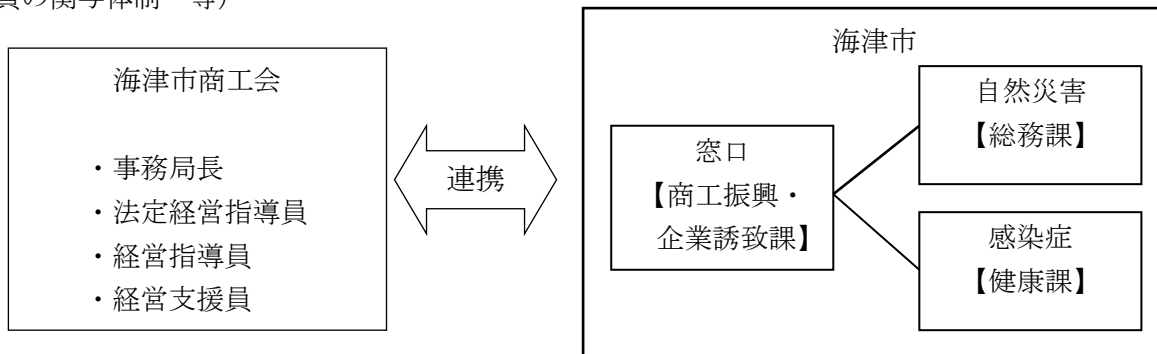 員の関与体制 等）
海津市商工会
・事務局長
・法定経営指導員
・経営指導員
・経営支援員
連携
海津市
窓口
【商工振興・
企業誘致課】
自然災害
【総務課】
感染症
【健康課】